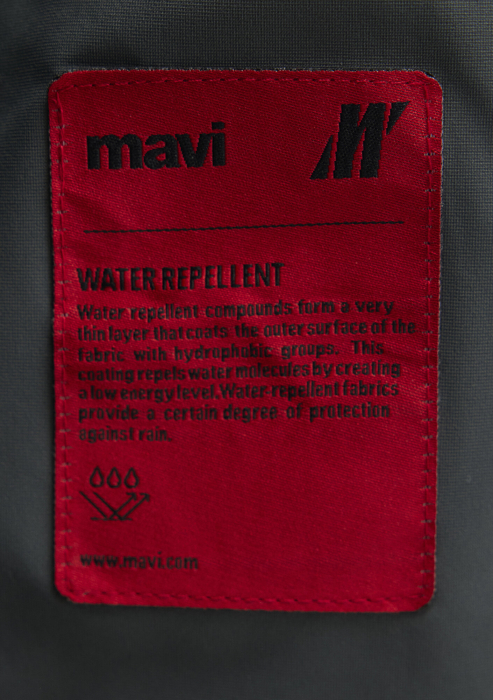 mavi
M
WATER REPELLENT
Water repellent compounds form a very
thin layer that coats the outer surface of the
fabric with hydrophobic groups. This
coating repels water molecules by creating
a low energy level. Water-repellent fabrics
provide a certain degree of protection
against rain.
www.mavi.com